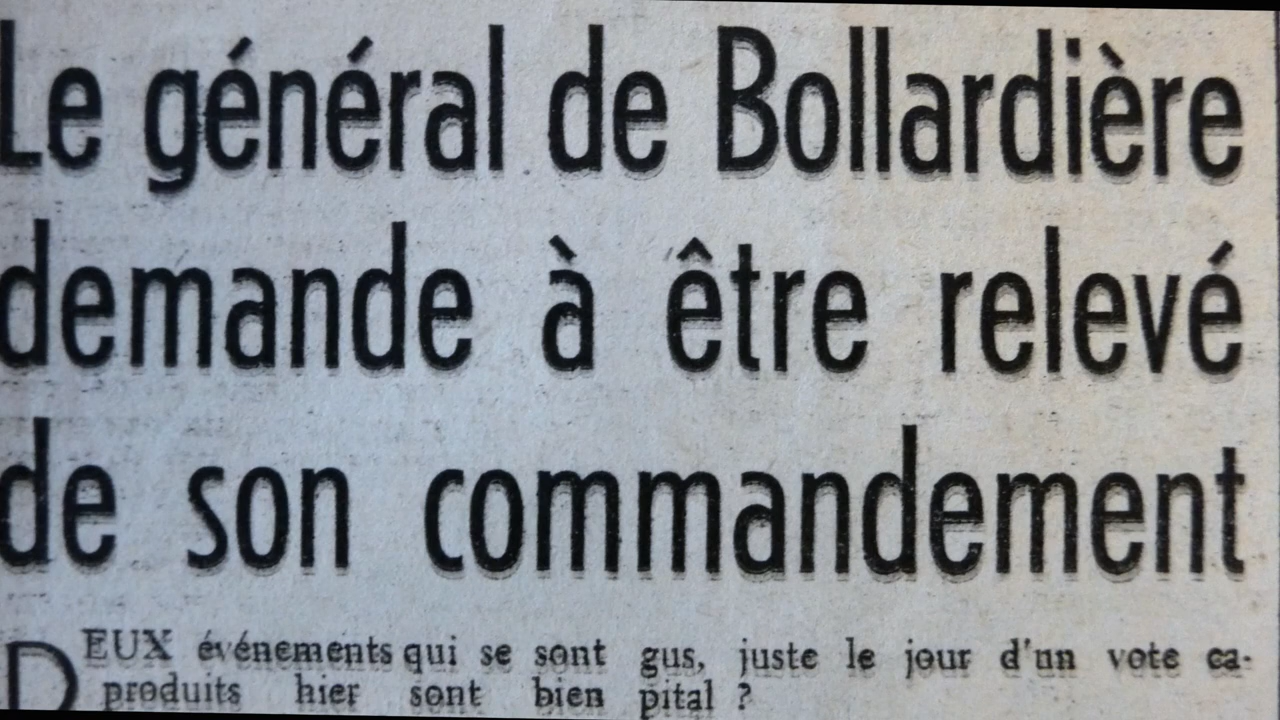 Le général de Bollardière
demande à être relevé
de son commandement
DEUX événements qui se sont
produits hier sont bien
gus, juste le jour d'un vote ca-
pital ?